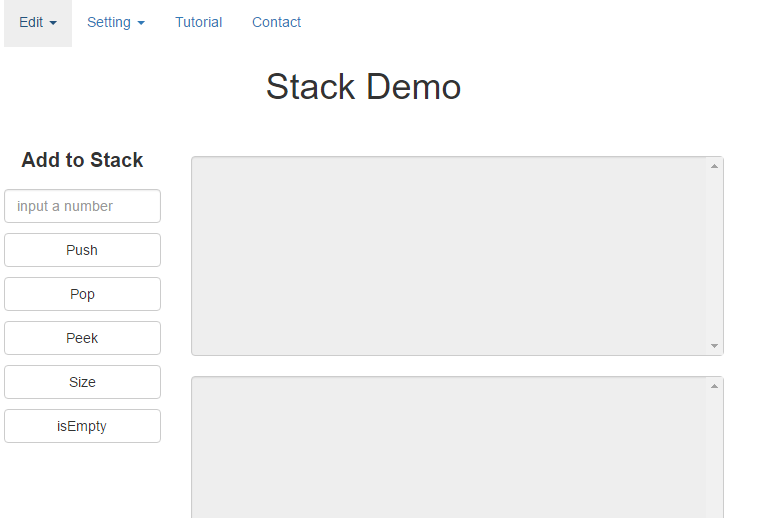 Edit Setting Tutorial Contact
Stack Demo
Add to Stack
input a number
Push
Pop
Peek
Size
isEmpty